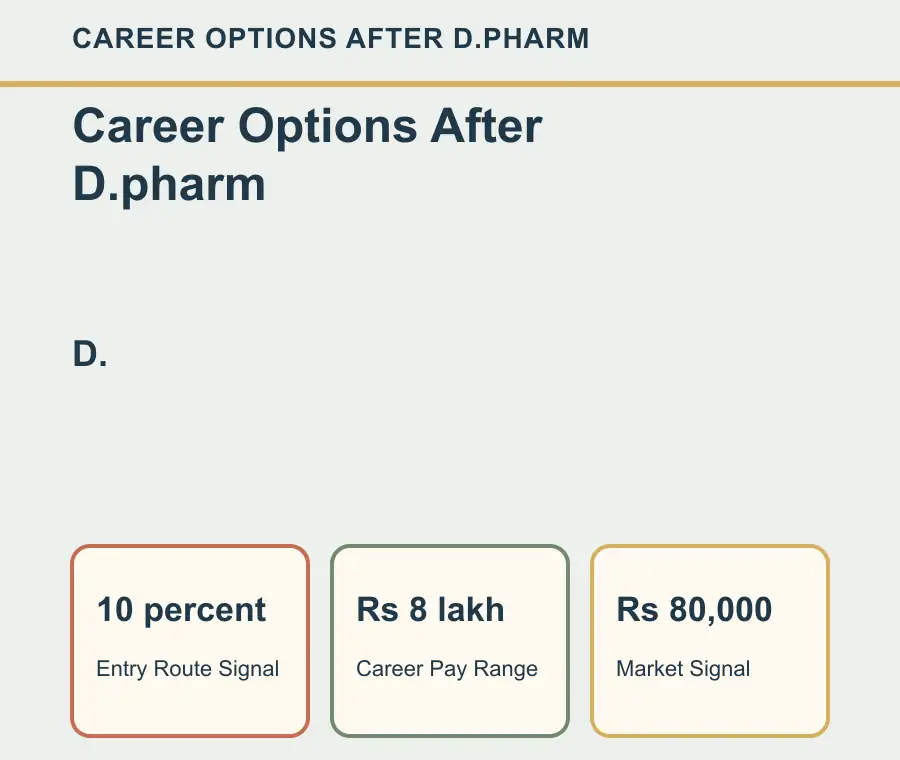 CAREER OPTIONS AFTER D.PHARM
Career Options After
D.pharm
D.
10 percent
Entry Route Signal
Rs 8 lakh
Career Pay Range
Rs 80,000
Market Signal